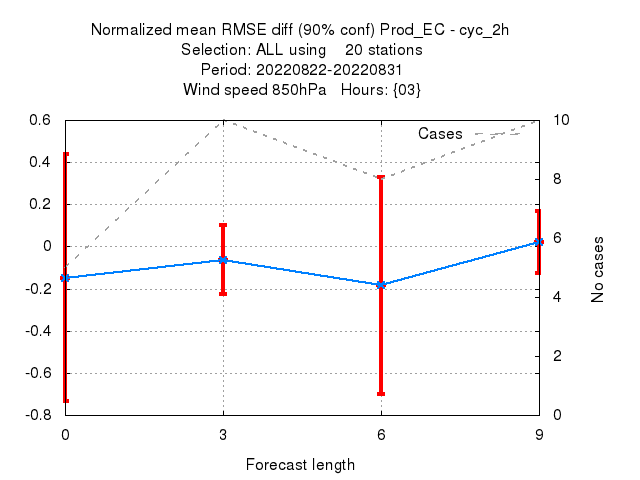 Normalized mean RMSE diff (90% conf) Prod_EC - cyc_2h
Selection: ALL using 20 stations
Period: 20220822-20220831
Wind speed 850hPa Hours: {03}
Cases
0.6
0.4
0.2
0
-0.2
-0.4
-0.6
-0.8
10
8
6
4
2
0
No cases
0 3 6 9
Forecast length